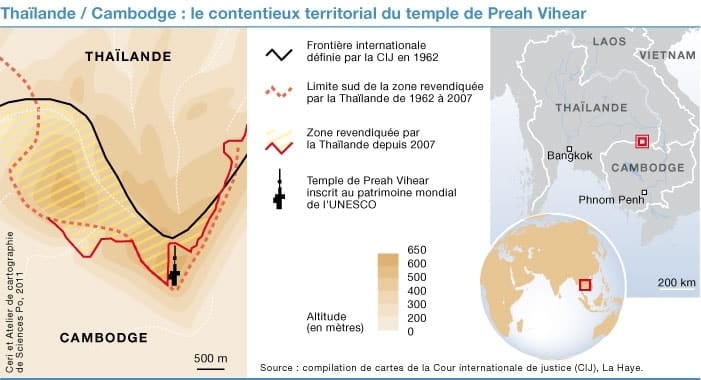 Thaïlande / Cambodge : le contentieux territorial du temple de Preah Vihear
THAÏLANDE
CAMBODGE
500 m
Ceri et Atelier de cartographie
de Sciences Po, 2011
Frontière internationale
définie par la CIJ en 1962
Limite sud de la zone revendiquée
par la Thaïlande de 1962 à 2007
Zone revendiquée par
la Thaïlande depuis 2007
Temple de Preah Vihear
inscrit au patrimoine mondial
de l'UNESCO
650
600
500
400
300
200
0
Altitude
(en mètres)
LAOS
VIETNAM
THAÏLANDE
Bangkok
CAMBODGE
Phnom Penh
200 km
Source : compilation de cartes de la Cour internationale de justice (CIJ), La Haye.